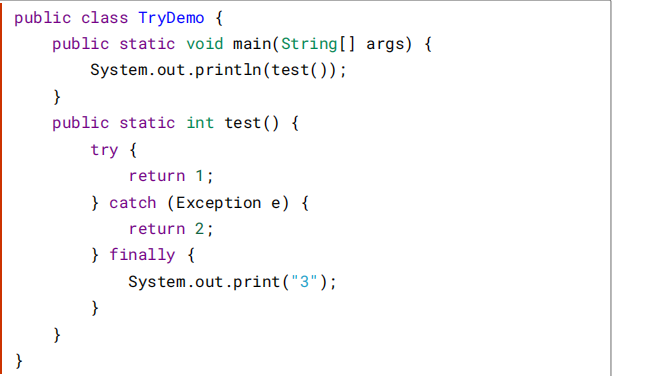 public class TryDemo {
    public static void main(String[] args) {
        System.out.println(test());
    }
    public static int test() {
        try {
            return 1;
        } catch (Exception e) {
            return 2;
        } finally {
            System.out.print("3");
        }
    }
}